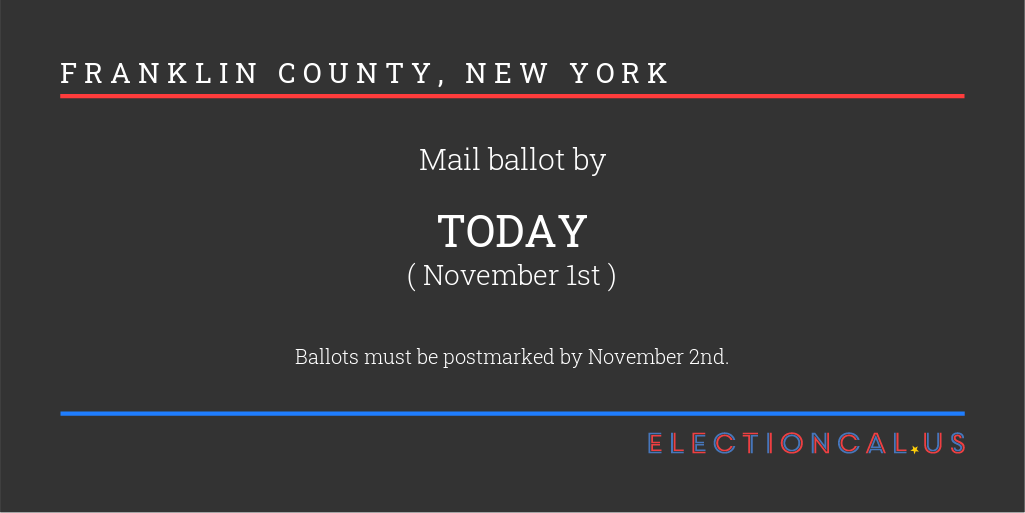 FRANKLIN COUNTY, NEW YORK
Mail ballot by
TODAY
( November 1st )
Ballots must be postmarked by November 2nd.
ELECTIONCAL.US